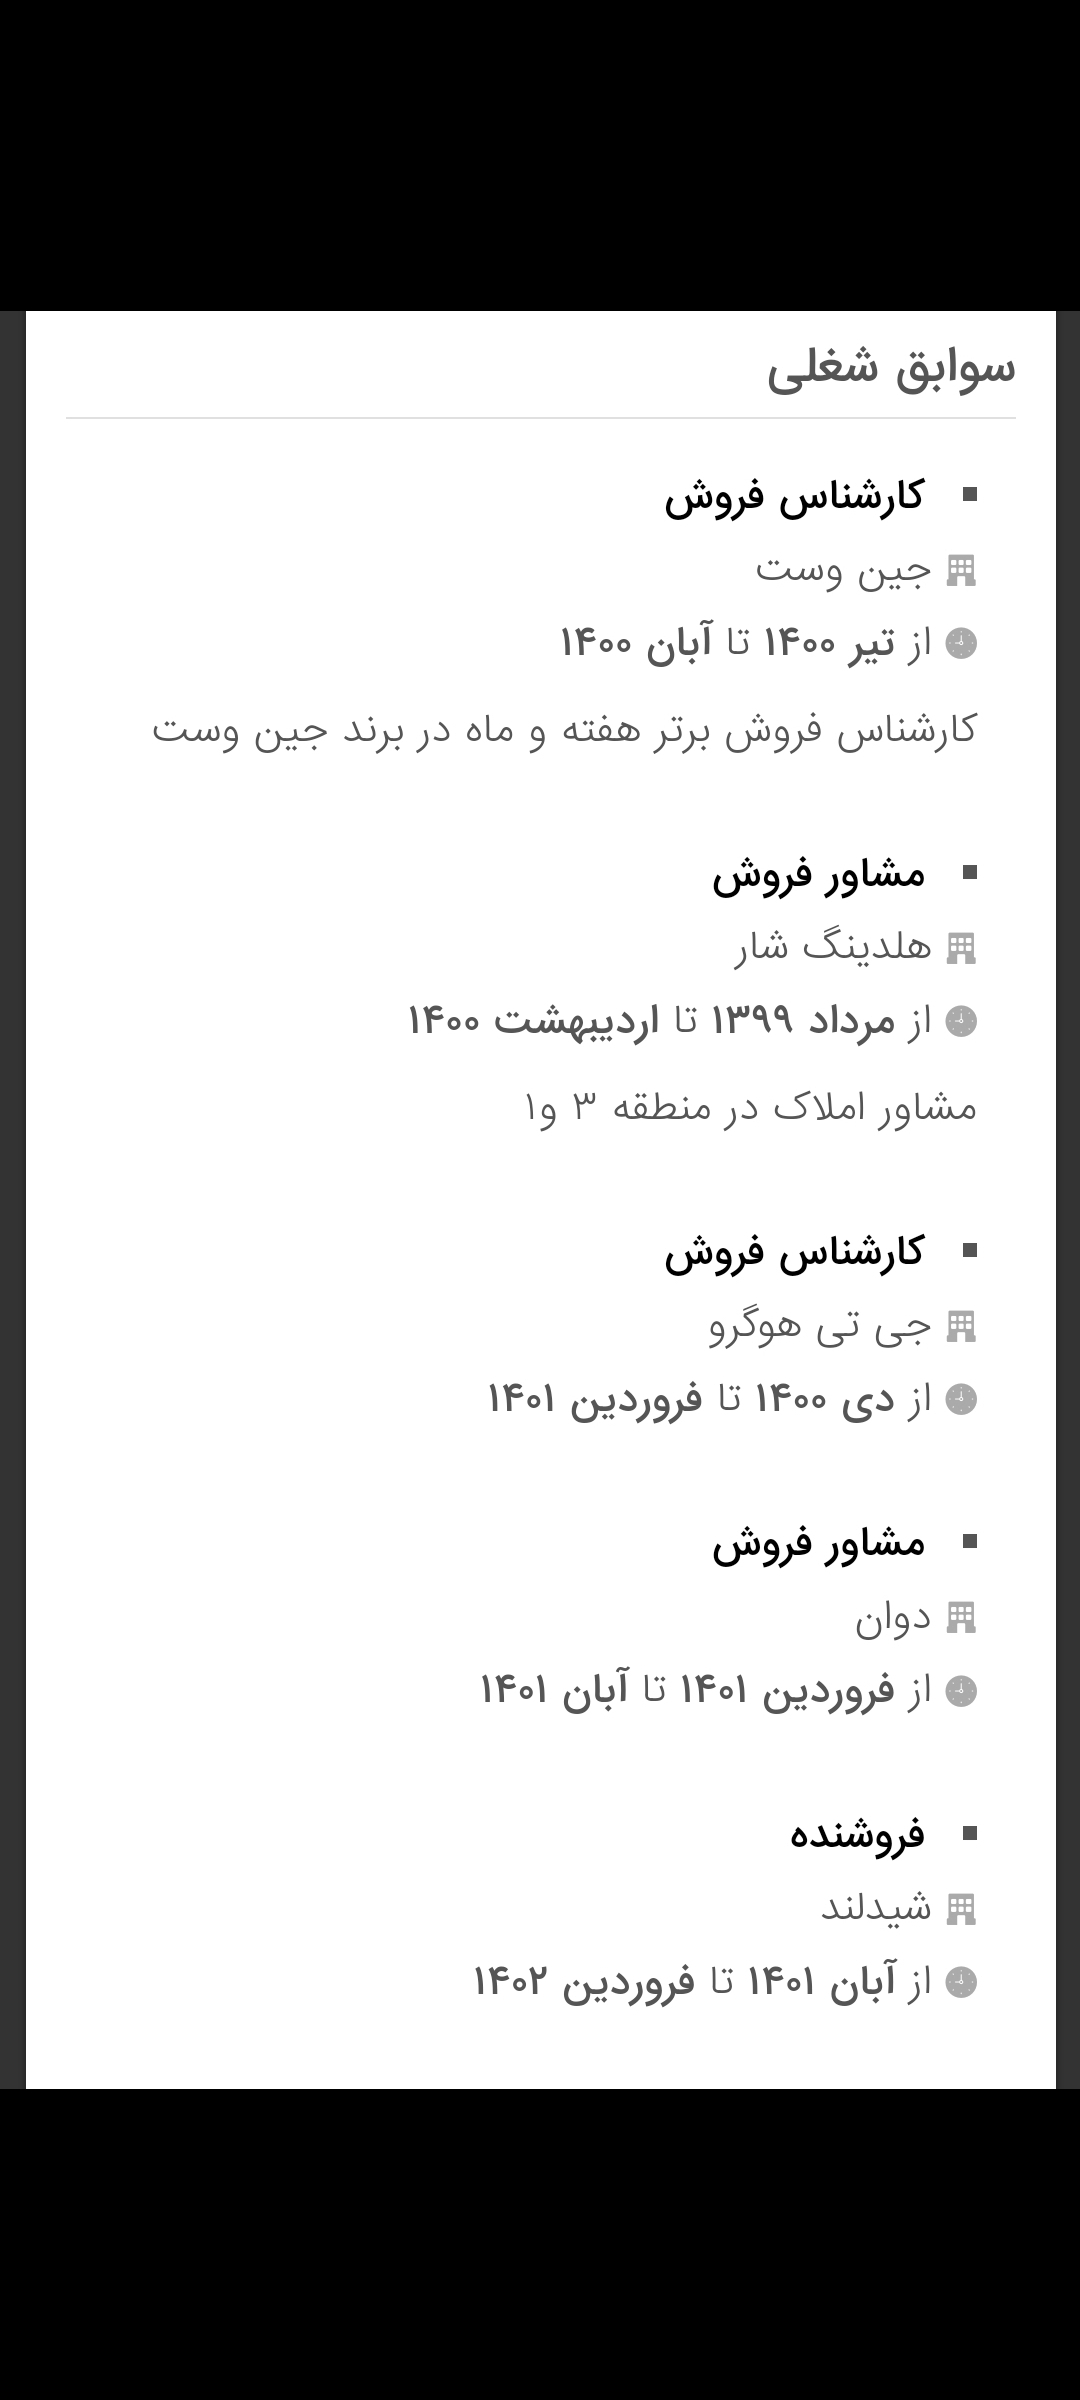 سوابق شغلی
کارشناس فروش
جین وست
از تیر ۱۴۰۰ تا آبان ۱۴۰۰
کارشناس فروش برتر هفته و ماه در برند جین وست
مشاور فروش
هلدینگ شار
از مرداد ۱۳۹۹ تا اردیبهشت ۱۴۰۰
مشاور املاک در منطقه ۳ و۱
کارشناس فروش
جی تی هوگرو
از دی ۱۴۰۰ تا فروردین ۱۴۰۱
مشاور فروش
دوان
از فروردین ۱۴۰۱ تا آبان ۱۴۰۱
فروشنده
شیدلند
از آبان ۱۴۰۱ تا فروردین ۱۴۰۲